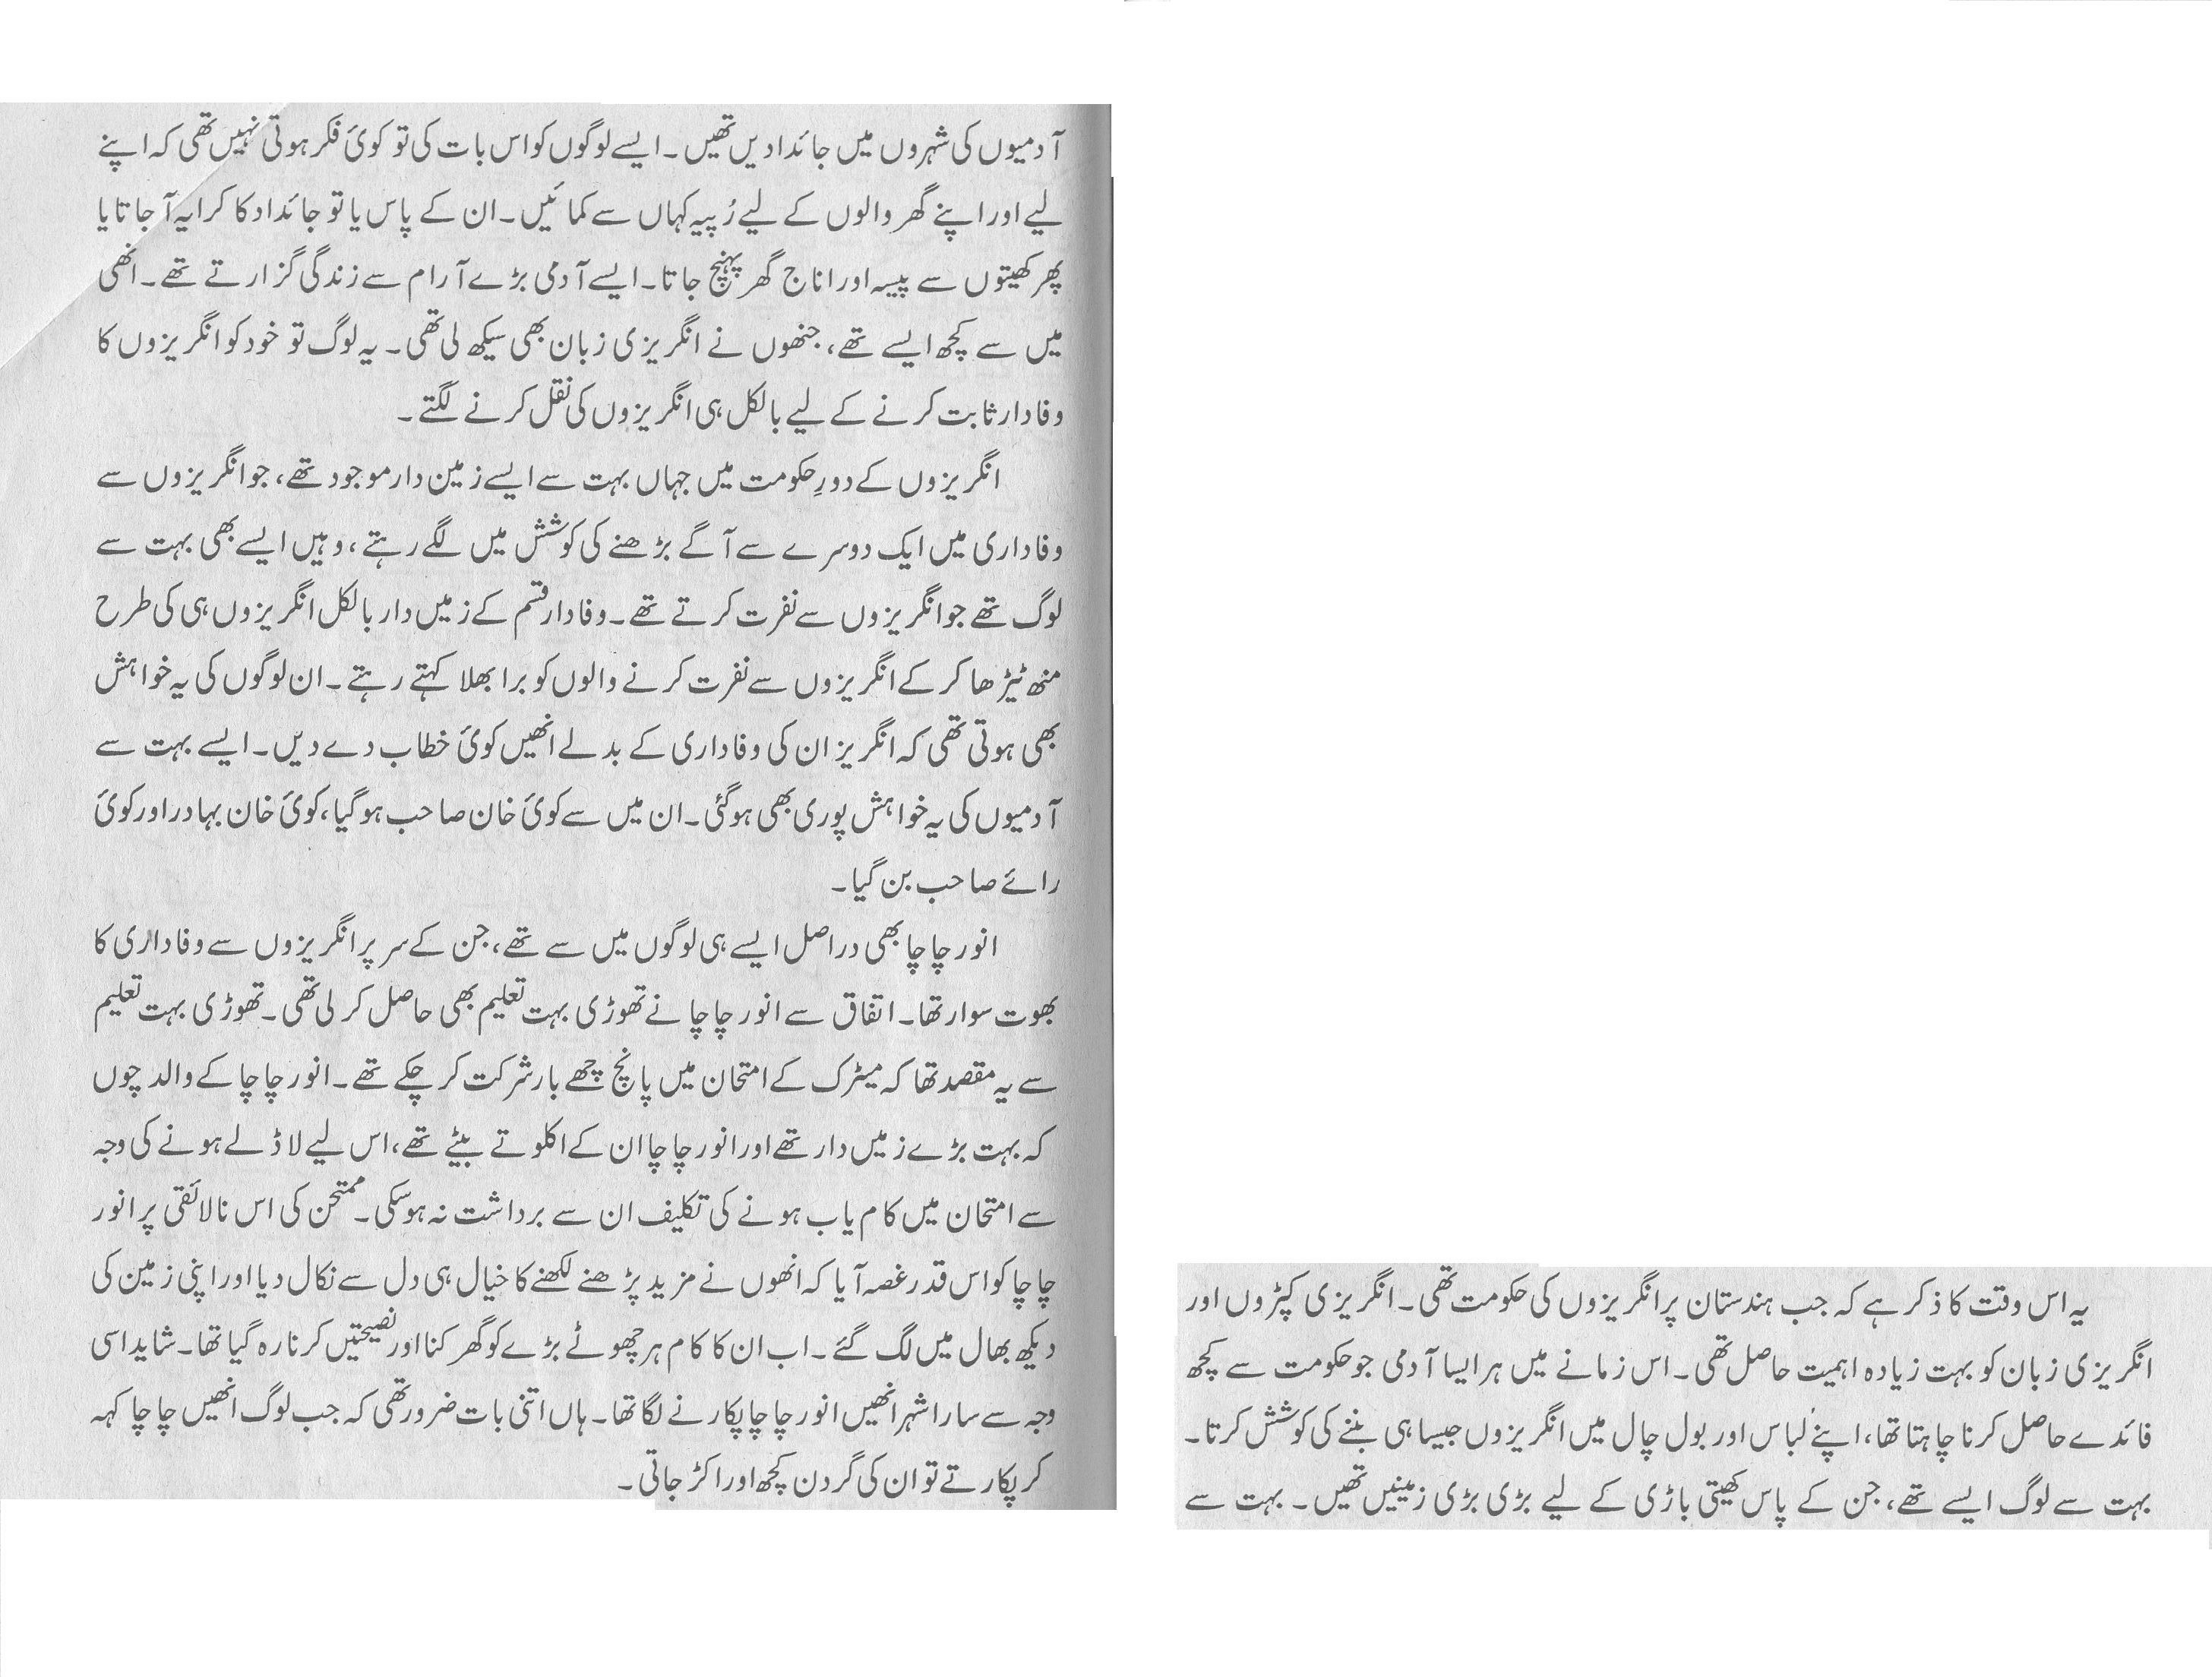 یہ اس وقت کا ذکر ہے کہ جب ہندستان پر انگریزوں کی حکومت تھی۔ انگریزی کپڑوں اور
انگریزی زبان کو بہت زیادہ اہمیت حاصل تھی۔ اس زمانے میں ہر ایسا آدمی جو حکومت سے کچھ
فائدے حاصل کرنا چاہتا تھا، اپنے لباس اور بول چال میں انگریزوں جیسا ہی بننے کی کوشش کرتا۔
بہت سے لوگ ایسے تھے، جن کے پاس کھیتی باڑی کے لیے بڑی بڑی زمینیں تھیں۔ بہت سے
آدمیوں کی شہروں میں جائدادیں تھیں۔ ایسے لوگوں کو اس بات کی تو کوئ فکر ہوتی نہیں تھی کہ اپنے
لیے اور اپنے گھر والوں کے لیے رُپیہ کہاں سے کمائیں۔ ان کے پاس یا تو جائداد کا کرایہ آ جاتا یا
پھر کھیتوں سے پیسہ اور اناج گھر پہنچ جاتا۔ ایسے آدمی بڑے آرام سے زندگی گزارتے تھے۔ انھی
میں سے کچھ ایسے تھے، جنھوں نے انگریزی زبان بھی سیکھ لی تھی۔ یہ لوگ تو خود کو انگریزوں کا
وفادار ثابت کرنے کے لیے بالکل ہی انگریزوں کی نقل کرنے لگتے۔
انگریزوں کے دورِ حکومت میں جہاں بہت سے ایسے زمین دار موجود تھے، جو انگریزوں سے
وفاداری میں ایک دوسرے سے آگے بڑھنے کی کوشش میں لگے رہتے، وہیں ایسے بھی بہت سے
لوگ تھے جو انگریزوں سے نفرت کرتے تھے۔ وفادار قسم کے زمیں دار بالکل انگریزوں ہی کی طرح
منھ ٹیڑھا کر کے انگریزوں سے نفرت کرنے والوں کو برا بھلا کہتے رہتے۔ ان لوگوں کی یہ خواہش
بھی ہوتی تھی کہ انگریز ان کی وفاداری کے بدلے انھیں کوئ خطاب دے دیں۔ ایسے بہت سے
آدمیوں کی یہ خواہش پوری بھی ہوگئی۔ ان میں سے کوئ خان صاحب ہو گیا، کوئ خان بہادر اور کوئ
رائے صاحب بن گیا۔
انور چاچا بھی دراصل ایسے ہی لوگوں میں سے تھے، جن کے سر پر انگریزوں سے وفاداری کا
بھوت سوار تھا۔ اتفاق سے انور چاچا نے تھوڑی بہت تعلیم بھی حاصل کر لی تھی۔ تھوڑی بہت تعلیم
سے یہ مقصد تھا کہ میٹرک کے امتحان میں پانچ چھے بار شرکت کر چکے تھے۔ انور چاچا کے والد چوں
کہ بہت بڑے زمیں دار تھے اور انور چاچا ان کے اکلوتے بیٹے تھے، اس لیے لاڈلے ہونے کی وجہ
سے امتحان میں کام یاب ہونے کی تکلیف ان سے برداشت نہ ہو سکی۔ ممتحن کی اس نالائقی پر انور
چاچا کو اس قدر غصہ آیا کہ انھوں نے مزید پڑھنے لکھنے کا خیال ہی دل سے نکال دیا اور اپنی زمین کی
دیکھ بھال میں لگ گئے۔ اب ان کا کام ہر چھوٹے بڑے کو گھر کنا اور نصیحتیں کرنا رہ گیا تھا۔ شاید اسی
وجہ سے سارا شہر انھیں انور چاچا پکارنے لگا تھا۔ ہاں اتنی بات ضرور تھی کہ جب لوگ انھیں چاچا کہہ
کر پکارتے تو ان کی گردن کچھ اور اکڑ جاتی۔